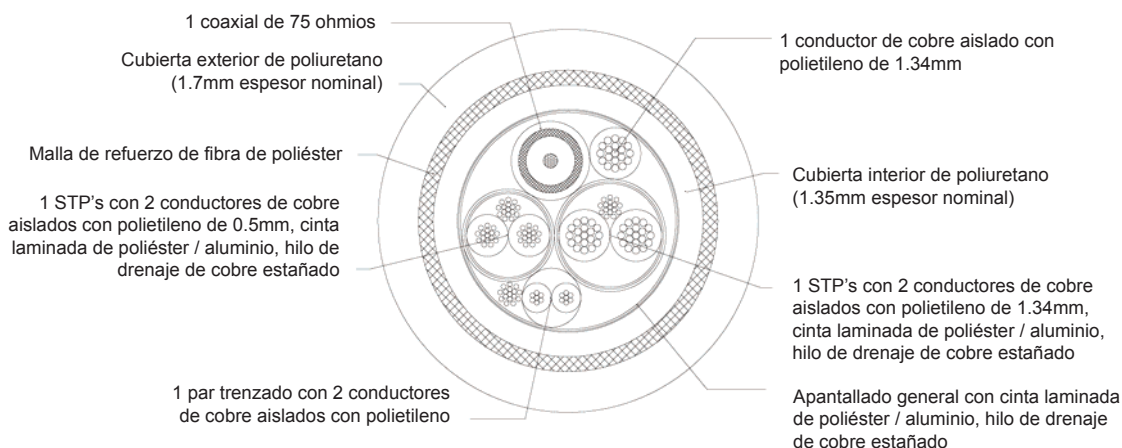 1 coaxial de 75 ohmios
Cubierta exterior de poliuretano
(1.7mm espesor nominal)
Malla de refuerzo de fibra de poliéster
1 STP's con 2 conductores de cobre
aislados con polietileno de 0.5mm, cinta
laminada de poliéster / aluminio, hilo de
drenaje de cobre estañado
1 par trenzado con 2 conductores
de cobre aislados con polietileno
1 conductor de cobre aislado con
polietileno de 1.34mm
Cubierta interior de poliuretano
(1.35mm espesor nominal)
1 STP's con 2 conductores de cobre
aislados con polietileno de 1.34mm,
cinta laminada de poliéster / aluminio,
hilo de drenaje de cobre estañado
Apantallado general con cinta laminada
de poliéster / aluminio, hilo de drenaje
de cobre estañado